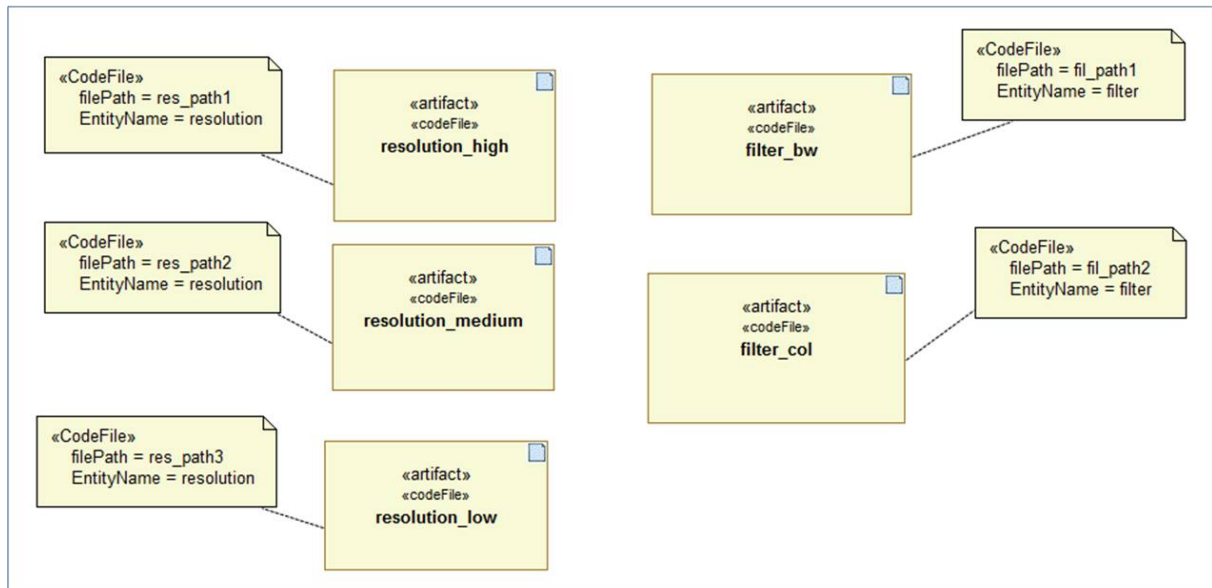 «CodeFile»
filePath = res_path1
EntityName = resolution
«artifact»
«codeFile»
resolution_high
«artifact»
«codeFile»
filter_bw
«CodeFile»
filePath = fil_path1
EntityName = filter
«CodeFile»
filePath = res_path2
EntityName = resolution
«artifact»
«codeFile»
resolution_medium
«artifact»
«codeFile»
filter_col
«CodeFile»
filePath = fil_path2
EntityName = filter
«CodeFile»
filePath = res_path3
EntityName = resolution
«artifact»
«codeFile»
resolution_low